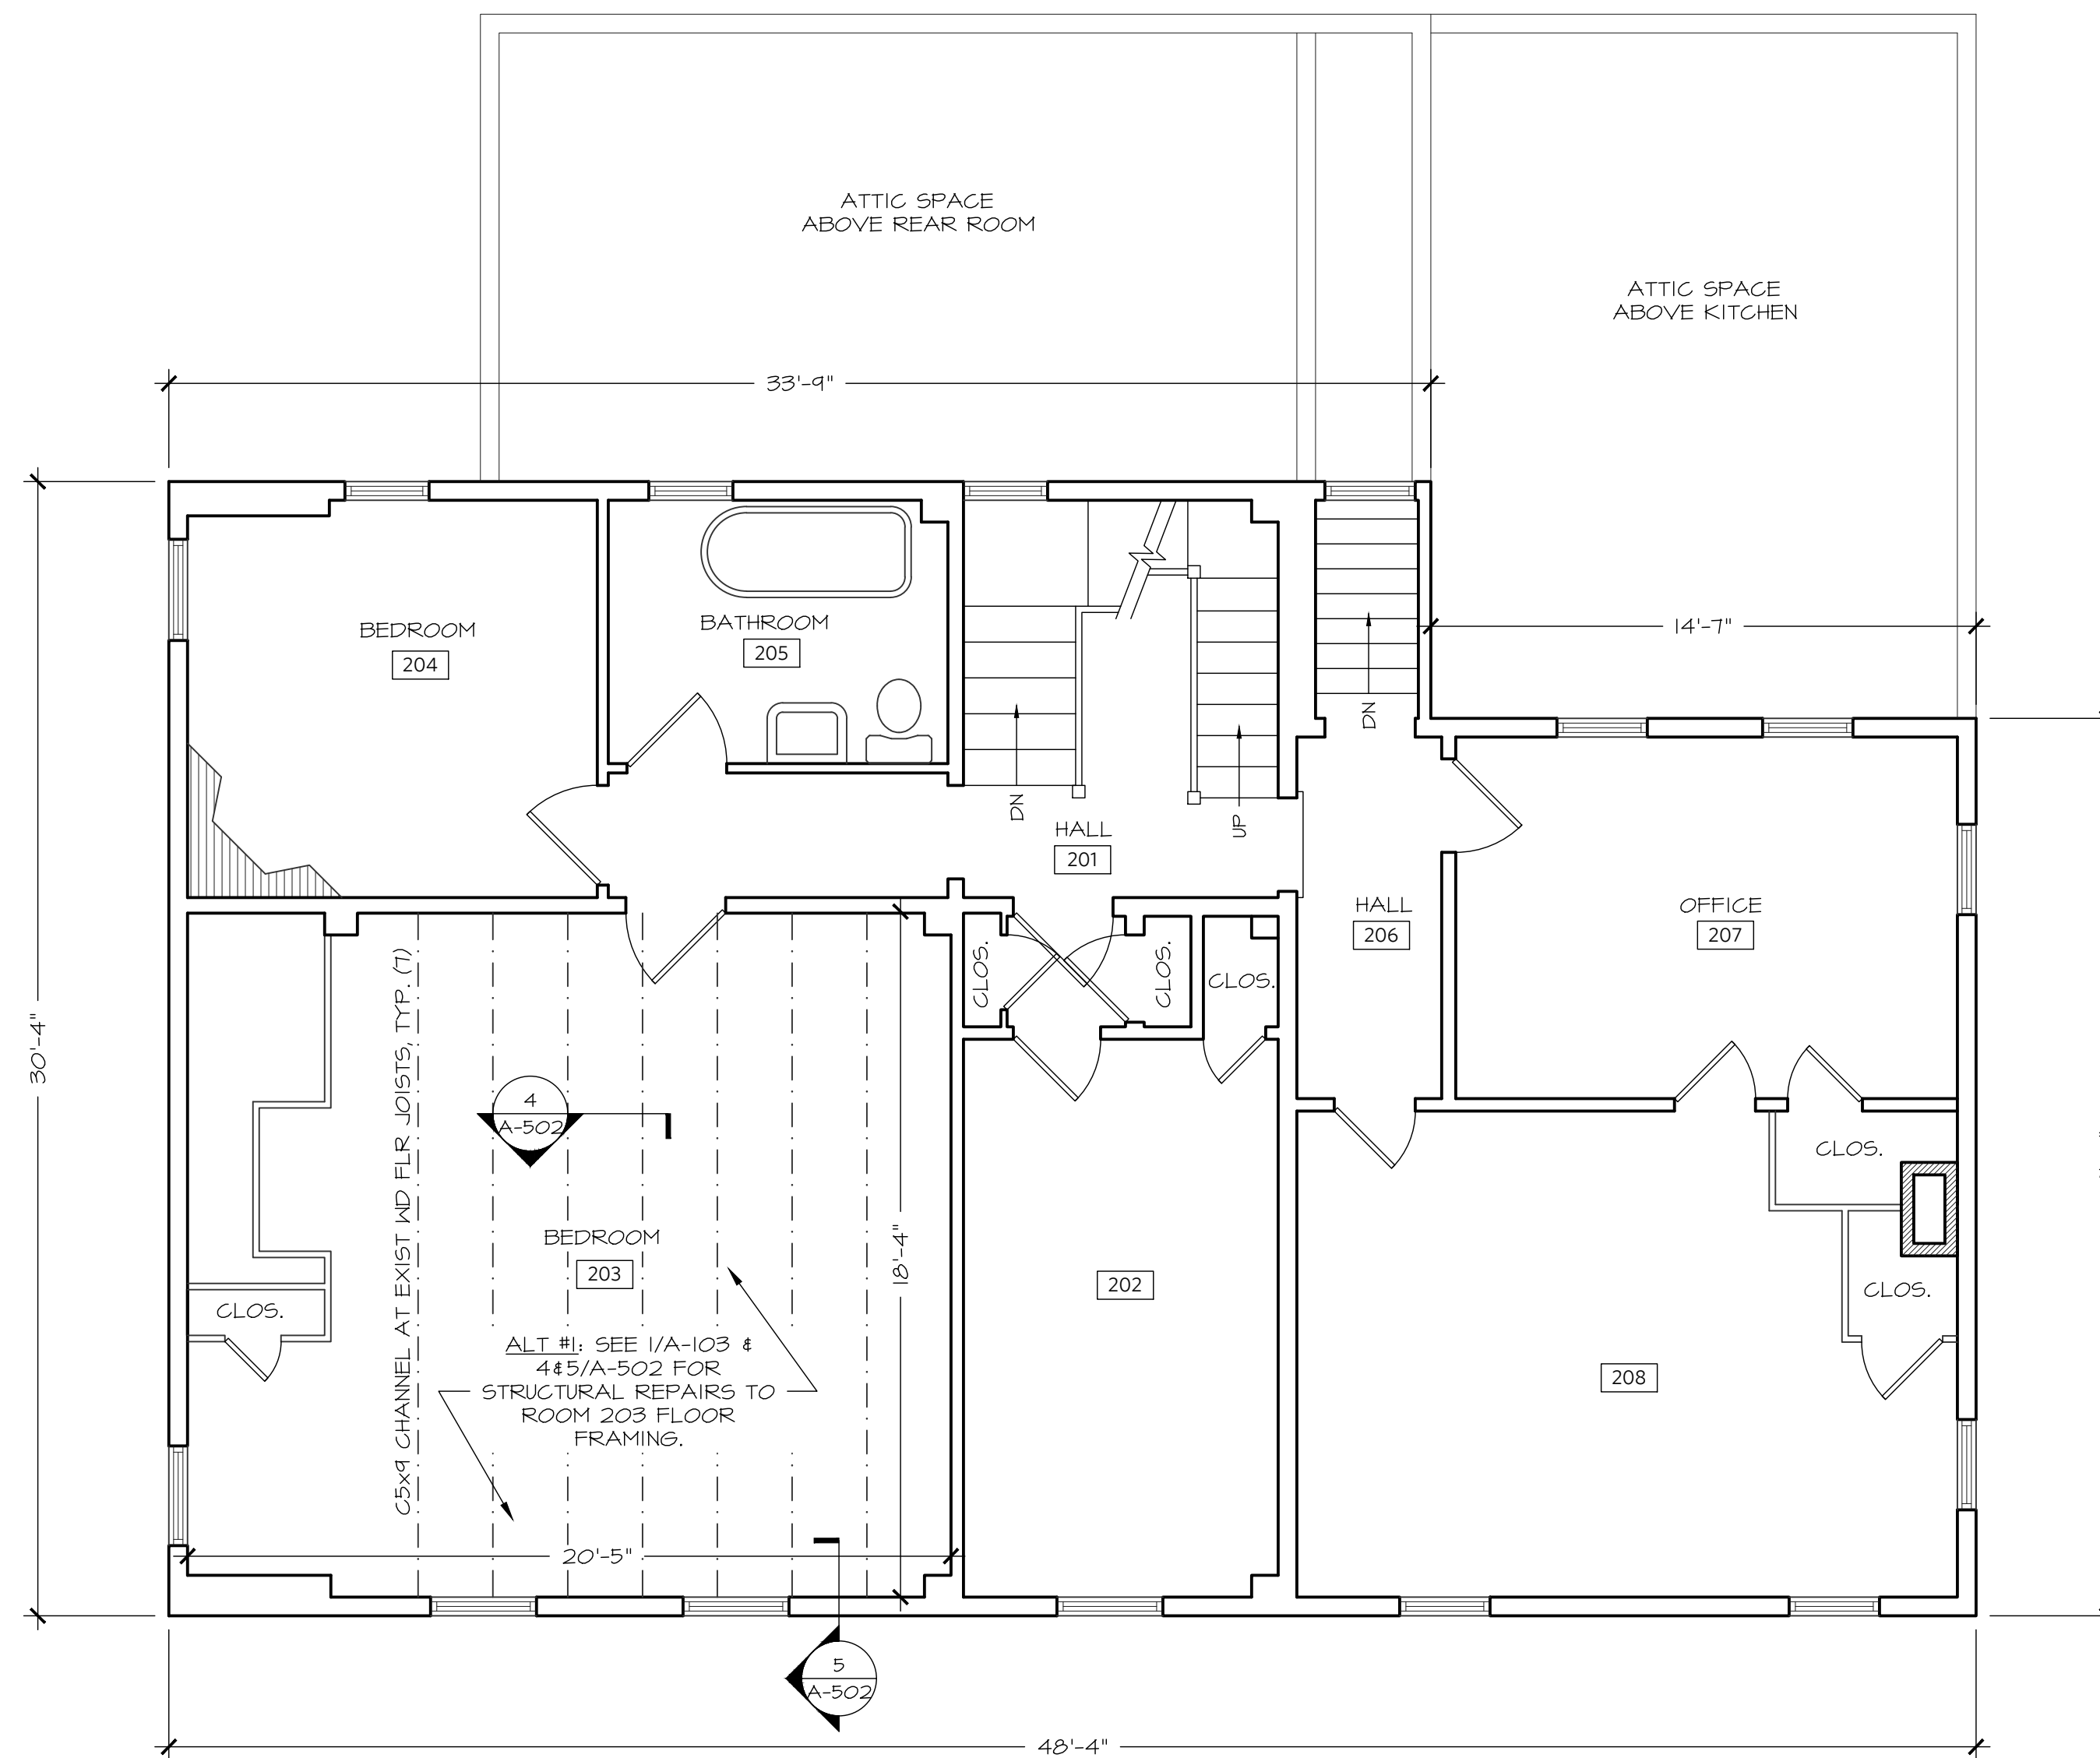 ATTIC SPACE
ABOVE REAR ROOM
ATTIC SPACE
ABOVE KITCHEN
33'-9"
14'-7"
BEDROOM
204
BATHROOM
205
DN
DN
UP
HALL
201
HALL
206
OFFICE
207
30'-4"
CLOS.
CLOS.
CLOS.
C5x9 CHANNEL AT EXIST WD FLR JOISTS, TYP. (7)
4
A-502
CLOS.
18'-4"
BEDROOM
203
202
CLOS.
CLOS.
ALT #1: SEE 1/A-103 &
4&5/A-502 FOR
STRUCTURAL REPAIRS TO
ROOM 203 FLOOR
FRAMING.
208
20'-5"
5
A-502
48'-4"